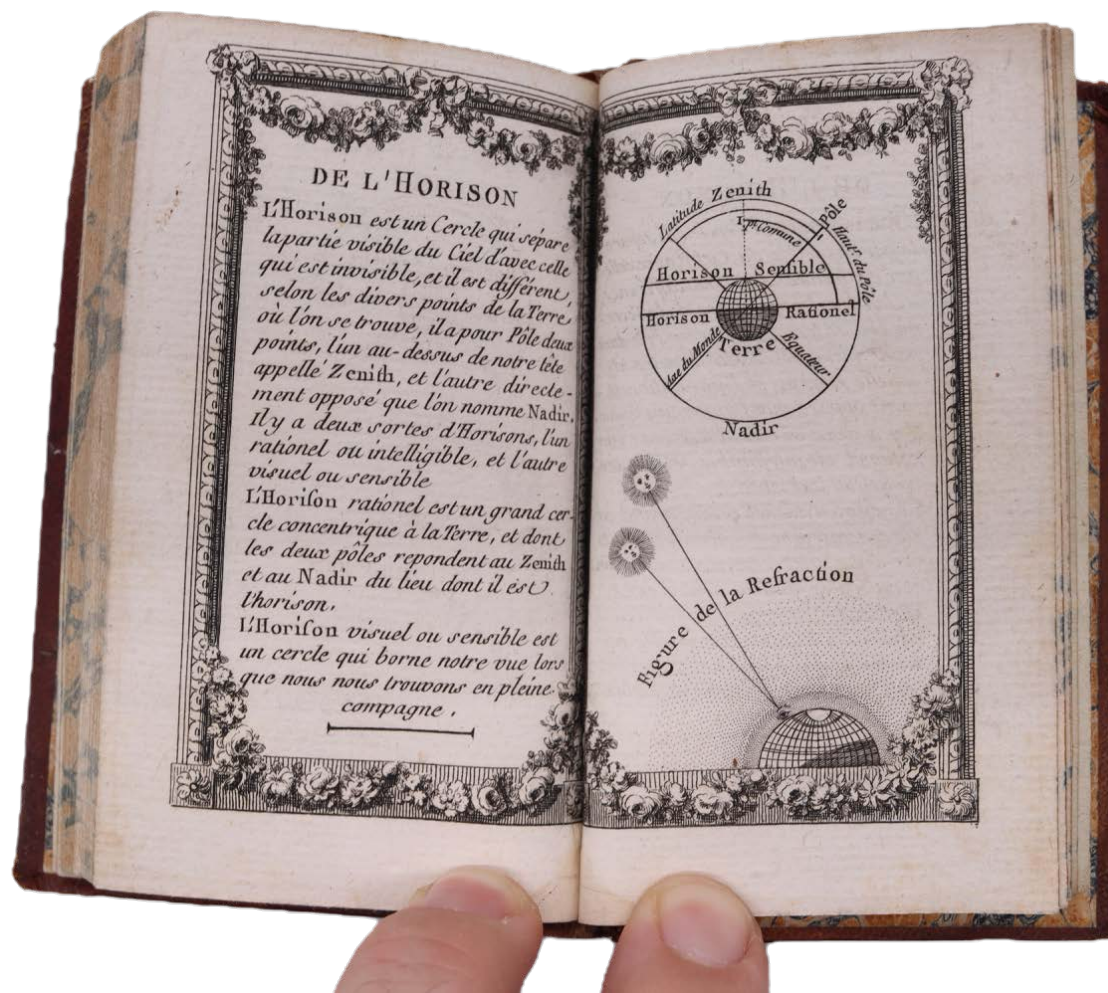 DE L'HORISON
L'Horison est un Cercle qui sépare
la partie visible du Ciel d'avec celle
qui est invisible, et il est différent,
selon les divers points de la Terre,
où l'on se trouve, il a pour Pôle deux
points, l'un au-dessus de notre tête
appellé Zenith, et l'autre directe-
ment opposé que l'ón nomme Nadir.
Il y a deux sortes d'Horisons, l'un
rationel ou intelligible, et l'autre
visuel ou sensible
L'Horison rationel est un grand cer-
cle concentrique à la Terre, et dont
les deux pôles repondent au Zenith
et au Nadir du lieu dont il est
l'horison.
L'Horison visuel ou sensible est
un cercle qui borne notre vue lors
que nous nous trouvons en pleine
compagne.
Zenith
Latitude
Pôle
Comune
Haut.r du Pôle
Horison Sensible
Horison Rationel
Terre
Axe du Monde
Equateur
Nadir
Figrure de la Refraction